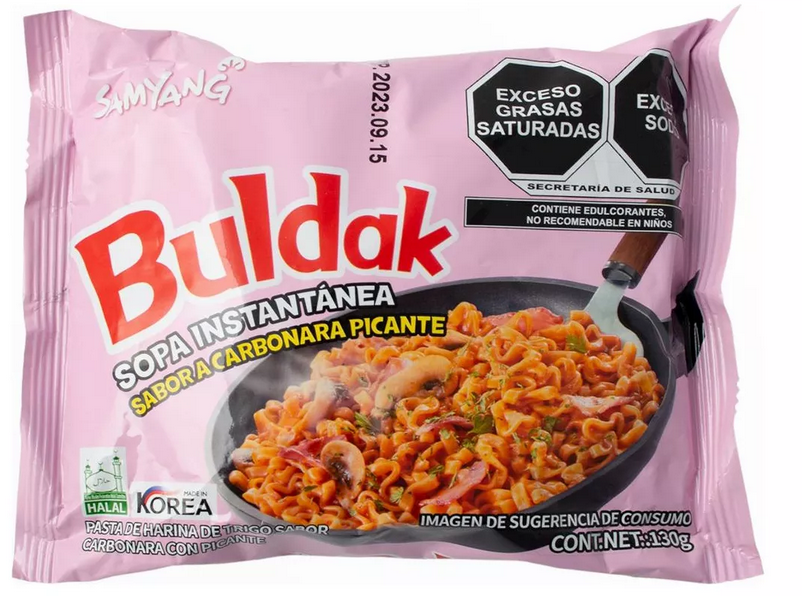 SAMYANG
2023.09.15
EXCESO
GRASAS
SATURADAS
SECRETARÍA DE SALUD
CONTIENE EDULCORANTES,
NO RECOMENDABLE EN NIÑOS
Buldak
SOPA INSTANTÁNEA
SABOR A CARBONARA PICANTE
HALAL
MADE IN
KOREA
PASTA DE HARINA DE TRIGO SABOR
CARBONARA CON PICANTE
IMAGEN DE SUGERENCIA DE CONSUMO
CONT.NET.:130g